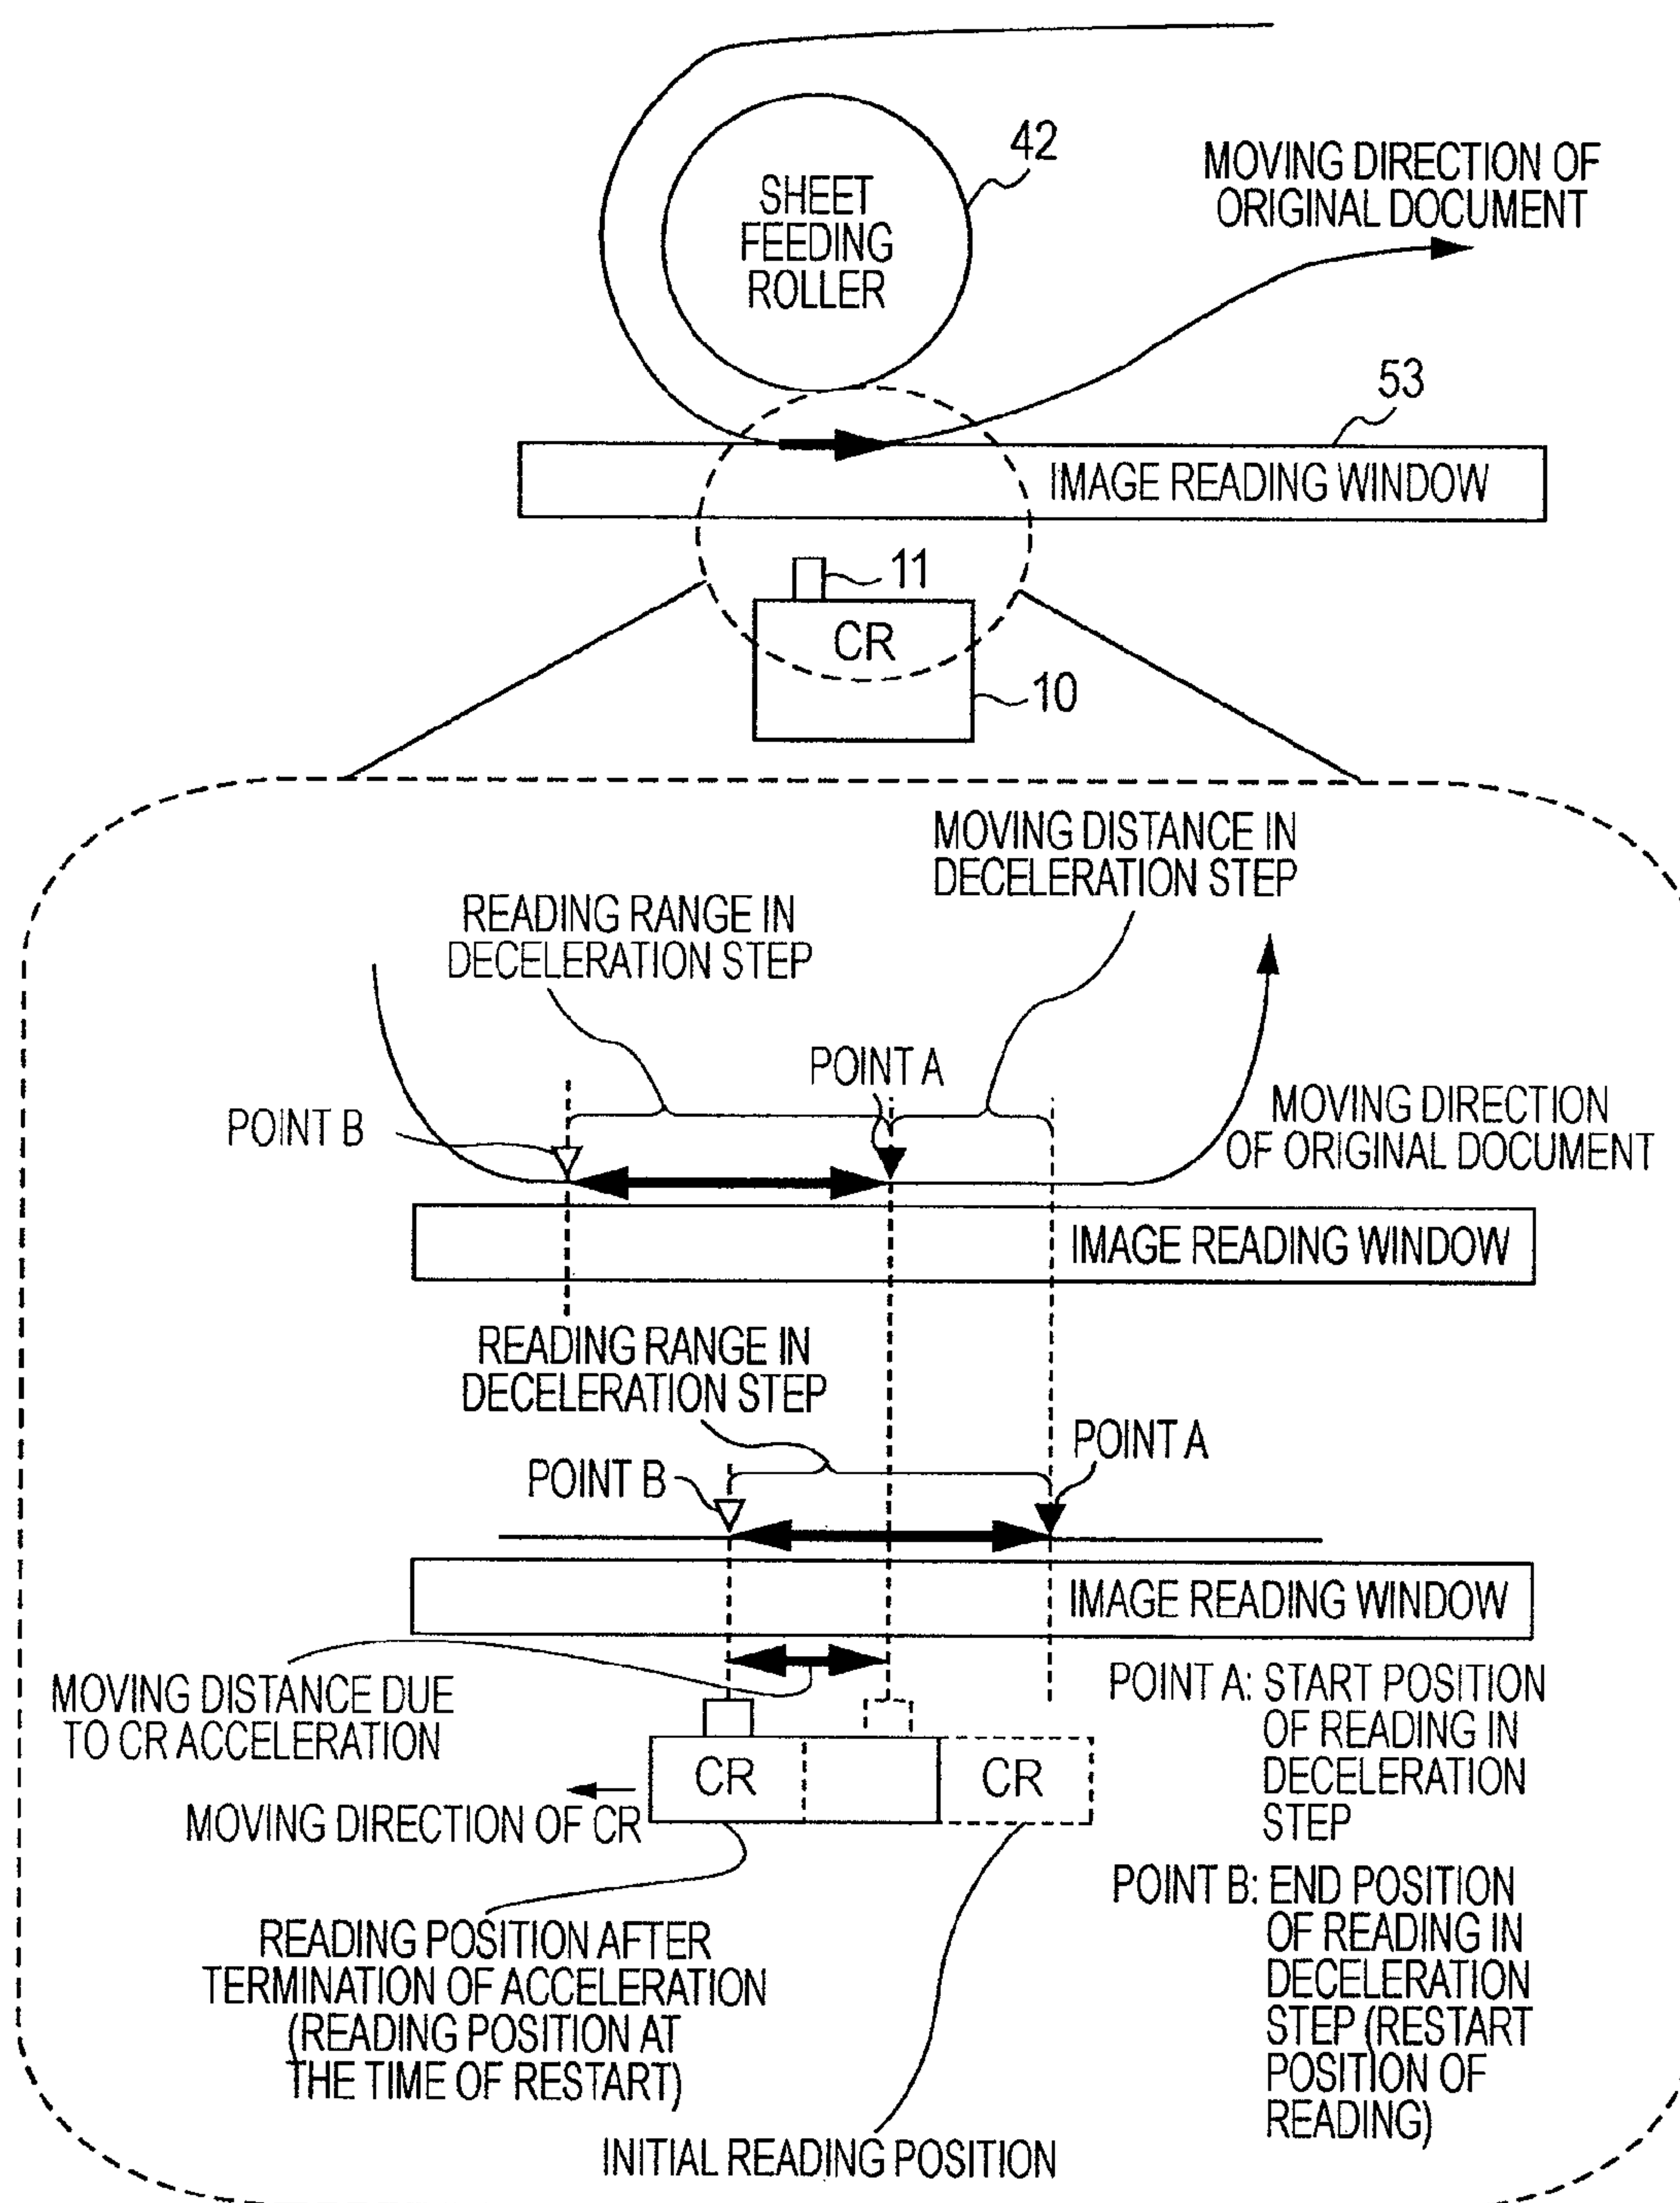 42
SHEET
FEEDING
ROLLER
MOVING DIRECTION OF
ORIGINAL DOCUMENT
53
IMAGE READING WINDOW
11
CR
10
MOVING DISTANCE IN
DECELERATION STEP
READING RANGE IN
DECELERATION STEP
POINT A
POINT B
MOVING DIRECTION
OF ORIGINAL DOCUMENT
IMAGE READING WINDOW
READING RANGE IN
DECELERATION STEP
POINT A
POINT B
IMAGE READING WINDOW
MOVING DISTANCE DUE
TO CR ACCELERATION
CR
CR
MOVING DIRECTION OF CR
POINT A: START POSITION
OF READING IN
DECELERATION
STEP
POINT B: END POSITION
OF READING IN
DECELERATION
STEP (RESTART
POSITION OF
READING)
READING POSITION AFTER
TERMINATION OF ACCELERATION
(READING POSITION AT
THE TIME OF RESTART)
INITIAL READING POSITION